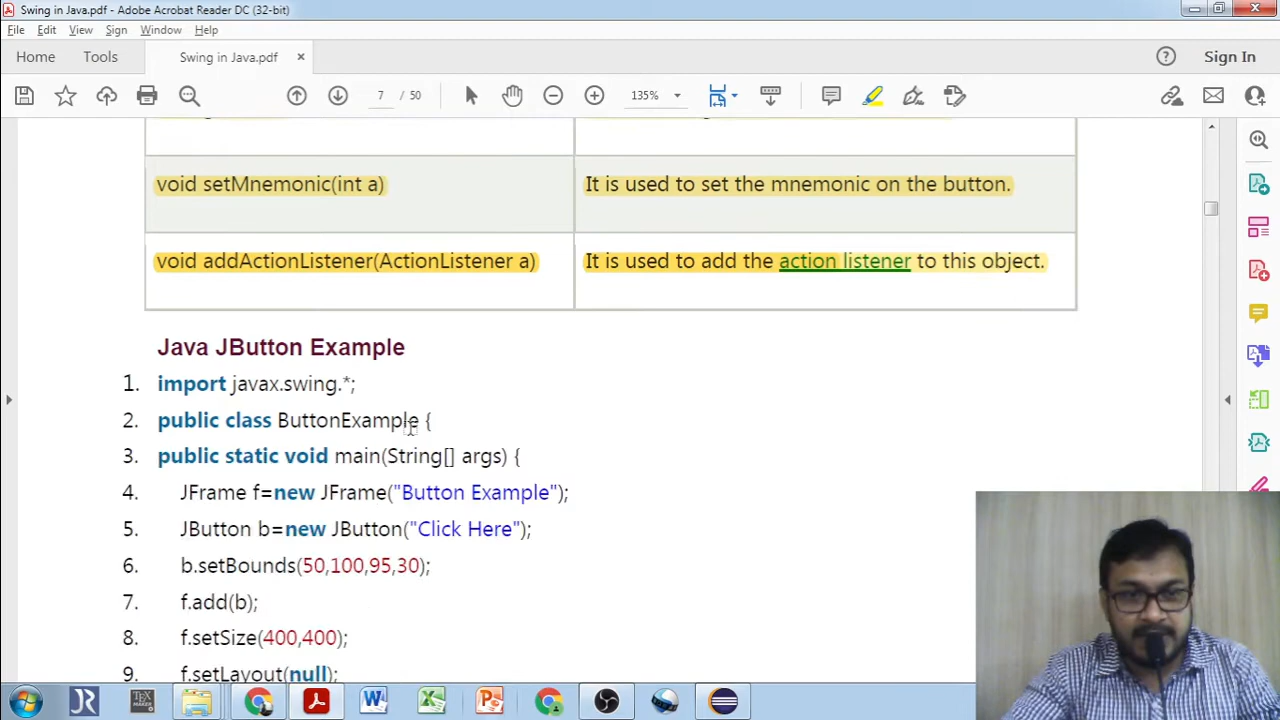 Swing in Java.pdf - Adobe Acrobat Reader DC (32-bit)
File Edit View Sign Window Help
Home Tools Swing in Java.pdf × Sign In
7 / 50 135%
void setMnemonic(int a) It is used to set the mnemonic on the button.
void addActionListener(ActionListener a) It is used to add the action listener to this object.
Java JButton Example
1. import javax.swing.*;
2. public class ButtonExample {
3. public static void main(String[] args) {
4. JFrame f=new JFrame("Button Example");
5. JButton b=new JButton("Click Here");
6. b.setBounds(50,100,95,30);
7. f.add(b);
8. f.setSize(400,400);
9. f.setLayout(null);